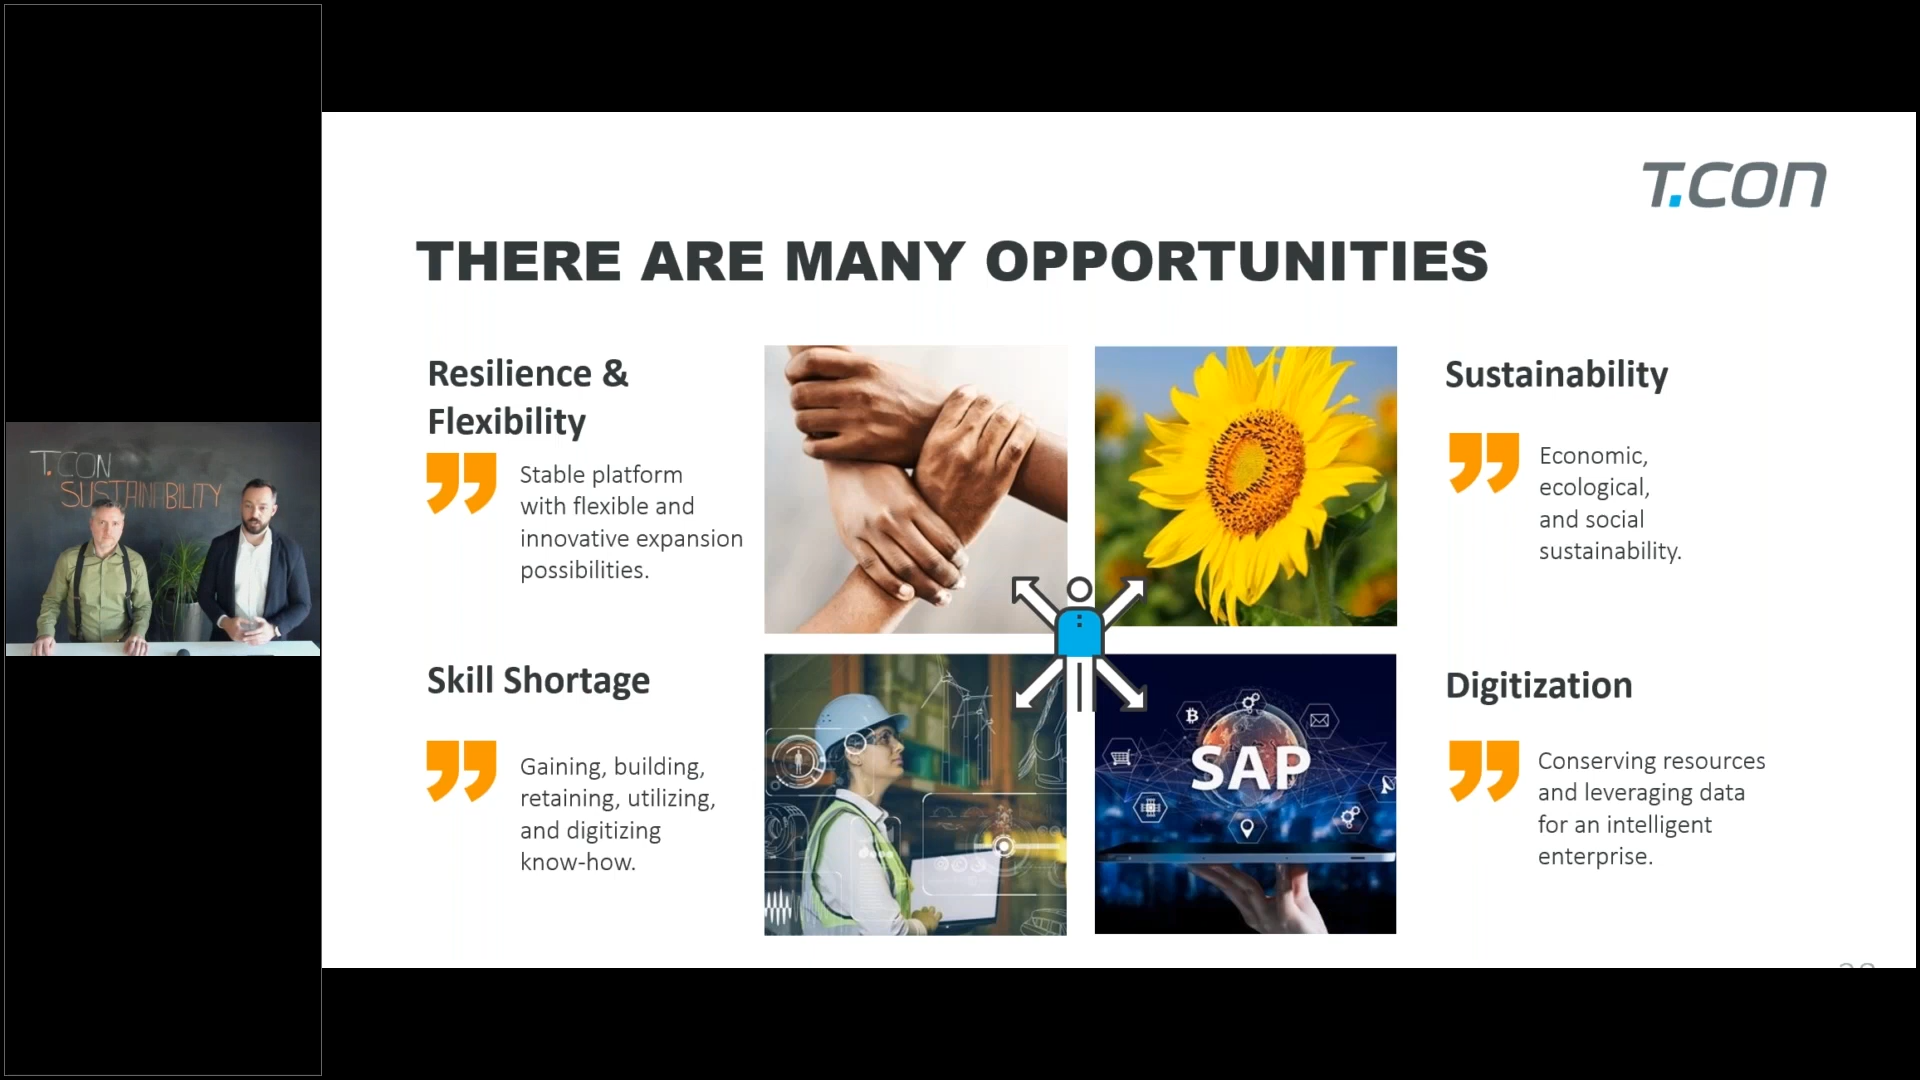 T.CON
SUSTAINABILITY
T.CON
THERE ARE MANY OPPORTUNITIES
Resilience &
Flexibility
Stable platform
with flexible and
innovative expansion
possibilities.
Sustainability
Economic,
ecological,
and social
sustainability.
Skill Shortage
Gaining, building,
retaining, utilizing,
and digitizing
know-how.
SAP
Digitization
Conserving resources
and leveraging data
for an intelligent
enterprise.